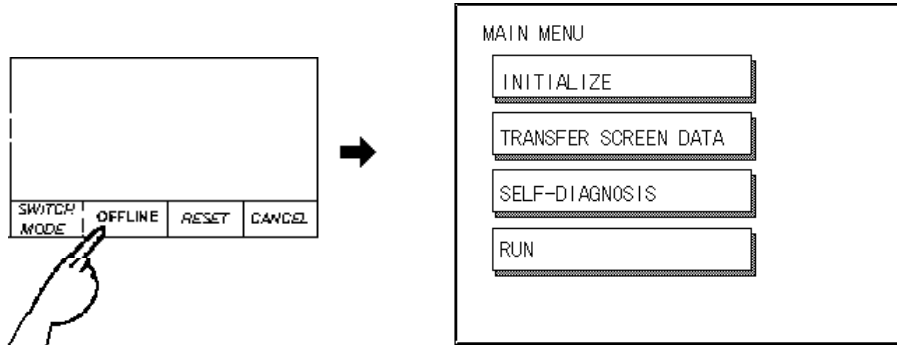 SWITCH
MODE
OFFLINE
RESET
CANCEL
MAIN MENU
INITIALIZE
TRANSFER SCREEN DATA
SELF-DIAGNOSIS
RUN